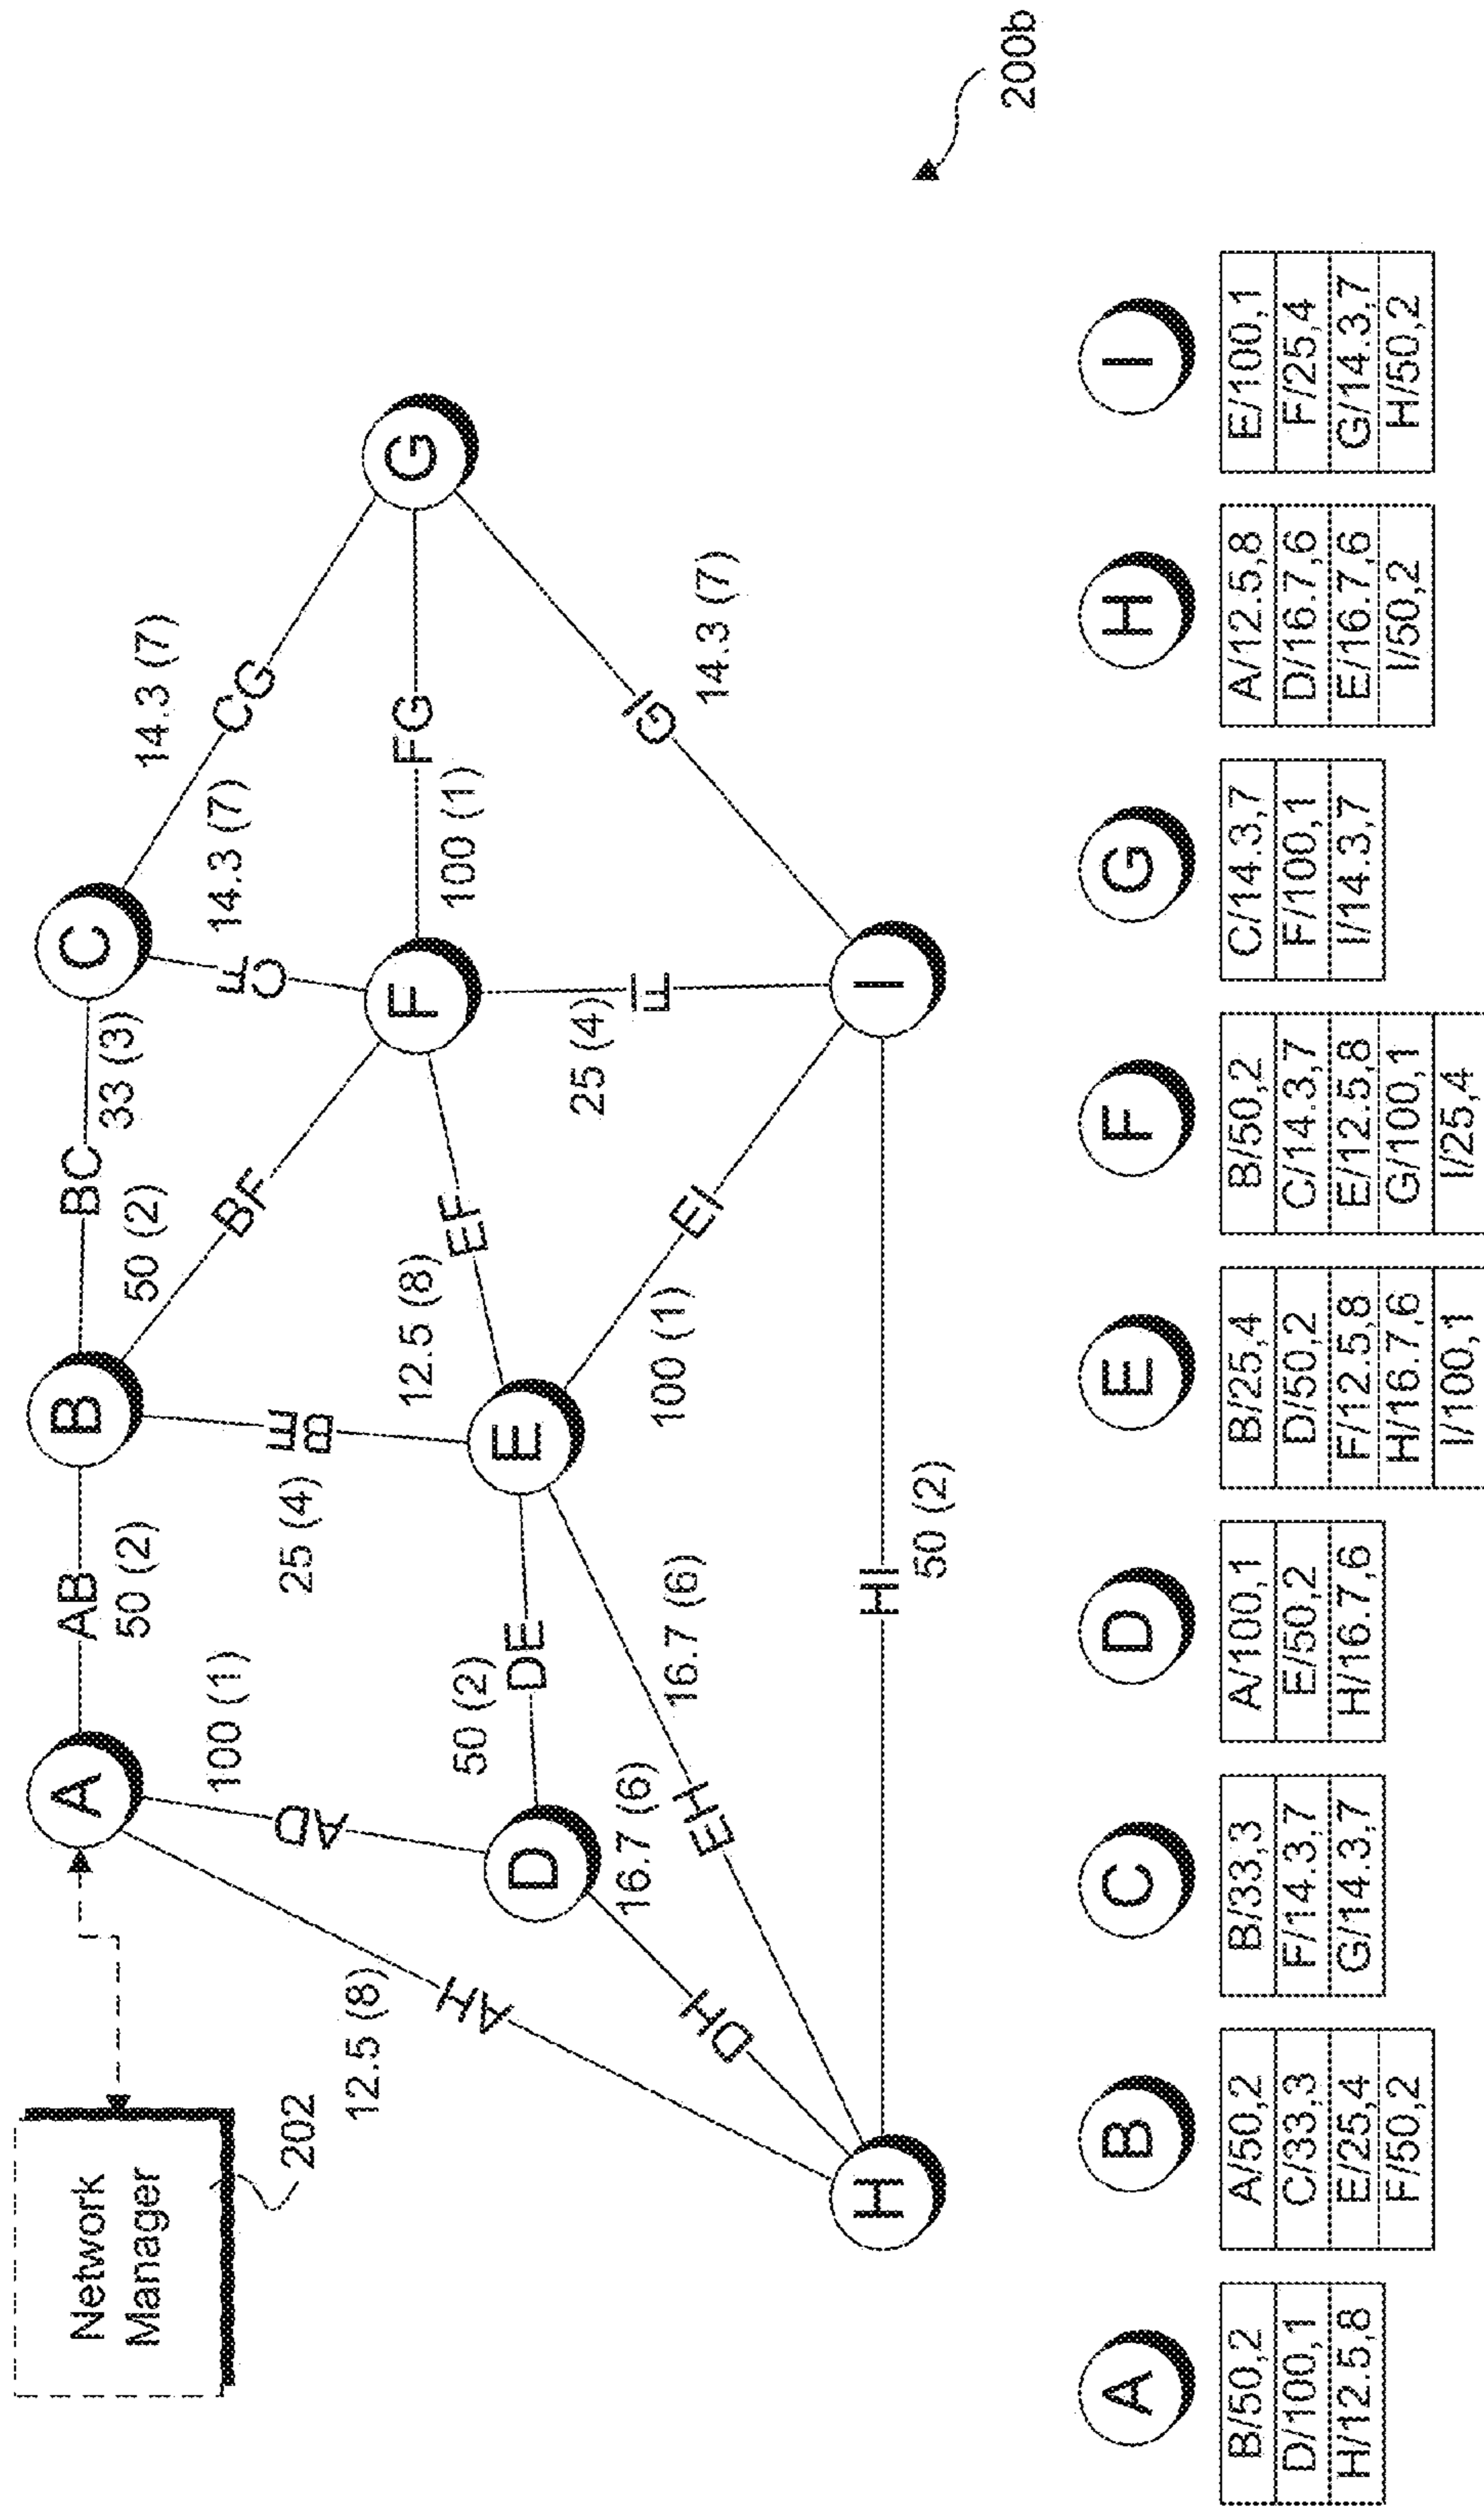 Network
Manager
202
A
AB
50 (2)
B
BC
33 (3)
C
12.5 (8)
AH
AD
100 (1)
BE
25 (4)
50 (2)
BF
CF
14.3 (7)
CG
14.3 (7)
D
50 (2)
DE
E
12.5 (8)
EF
F
FG
100 (1)
G
DH
16.7 (6)
EH
16.7 (6)
100 (1)
EI
25 (4)
IF
GI
14.3 (7)
H
HI
50 (2)
I
200b
A
B/50,2
D/100,1
H/12.5,8
B
A/50,2
C/33,3
E/25,4
F/50,2
C
B/33,3
F/14.3,7
G/14.3,7
D
A/100,1
E/50,2
H/16.7,6
E
B/25,4
D/50,2
F/12.5,8
H/16.7,6
I/100,1
F
B/50,2
C/14.3,7
E/12.5,8
G/100,1
I/25,4
G
C/14.3,7
F/100,1
I/14.3,7
H
A/12.5,8
D/16.7,6
E/16.7,6
I/50,2
I
E/100,1
F/25,4
G/14.3,7
H/50,2